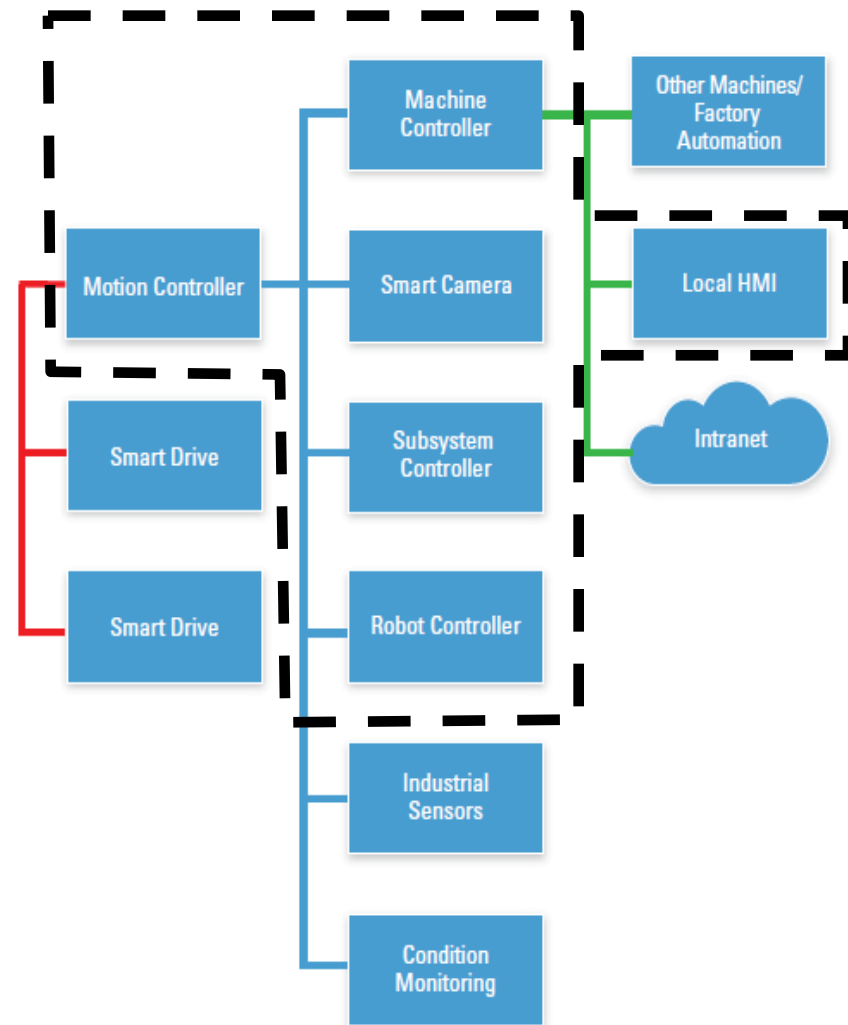 Machine
Controller
Other Machines/
Factory
Automation
Motion Controller
Smart Camera
Local HMI
Smart Drive
Subsystem
Controller
Intranet
Smart Drive
Robot Controller
Industrial
Sensors
Condition
Monitoring